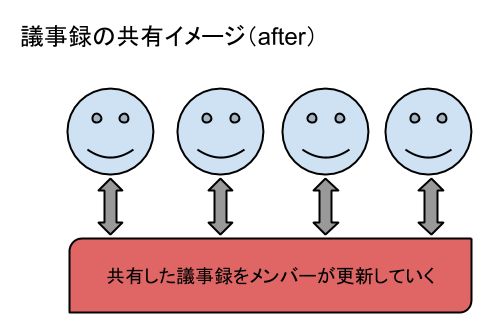 議事録の共有イメージ（after）
共有した議事録をメンバーが更新していく